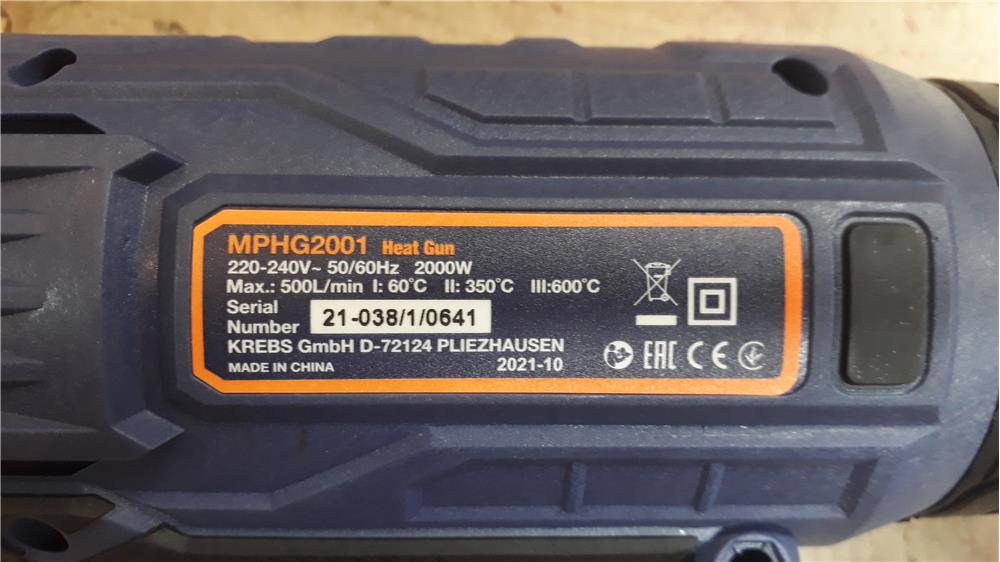 MPHG2001 Heat Gun
220-240V~ 50/60Hz 2000W
Max.: 500L/min I: 60°C II: 350°C III:600°C
Serial
Number 21-038/1/0641
KREBS GmbH D-72124 PLIEZHAUSEN
MADE IN CHINA 2021-10
EAC CE